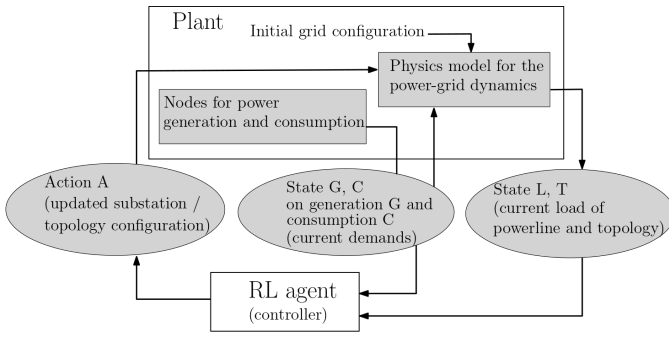 Plant
Initial grid configuration
Physics model for the
power-grid dynamics
Nodes for power
generation and consumption
Action A
(updated substation /
topology configuration)
State G, C
on generation G and
consumption C
(current demands)
State L, T
(current load of
powerline and topology)
RL agent
(controller)